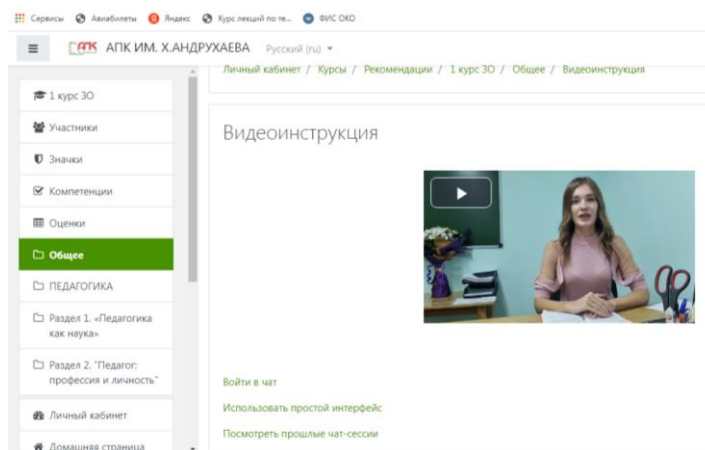 Сервисы Авиабилеты Яндекс Курс лекций по те... ФИС ОКО
АПК АПК ИМ. Х.АНДРУХАЕВА Русский (ru)
Личный кабинет / Курсы / Рекомендации / 1 курс ЗО / Общее / Видеоинструкция
1 курс ЗО
Участники
Значки
Компетенции
Оценки
Общее
ПЕДАГОГИКА
Раздел 1. «Педагогика
как наука»
Раздел 2. "Педагог:
профессия и личность"
Личный кабинет
Домашняя страница
Видеоинструкция
Войти в чат
Использовать простой интерфейс
Посмотреть прошлые чат-сессии